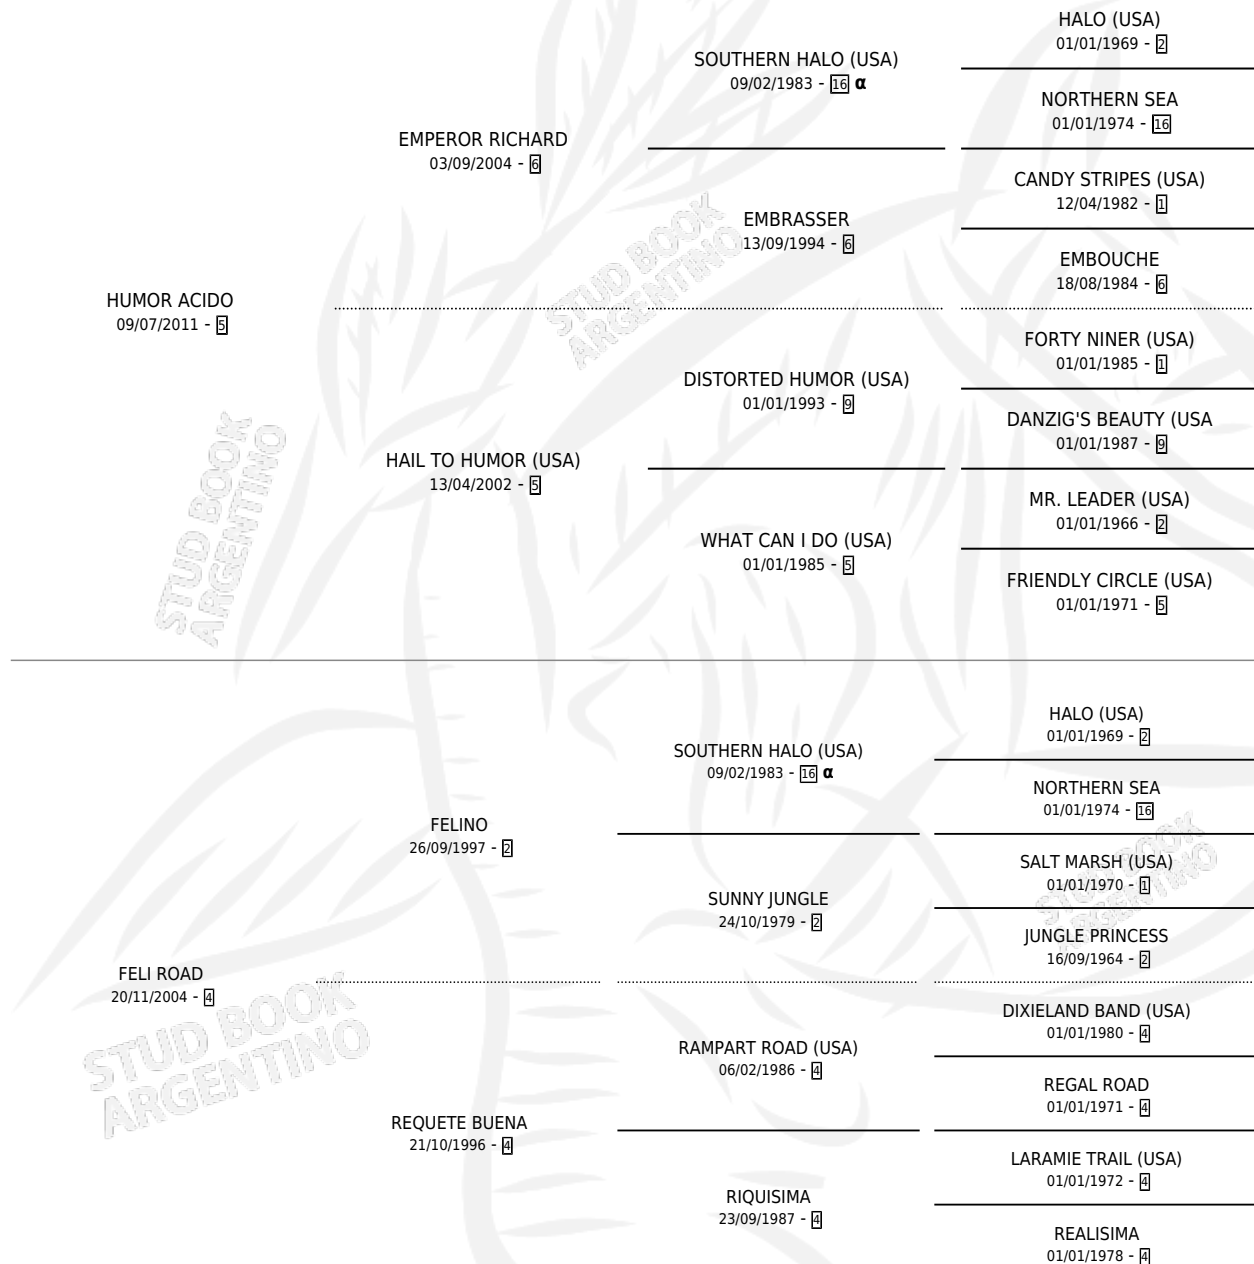 HALO (USA)
01/01/1969 - 2
SOUTHERN HALO (USA)
09/02/1983 - 16 α
NORTHERN SEA
01/01/1974 - 16
EMPEROR RICHARD
03/09/2004 - 6
CANDY STRIPES (USA)
12/04/1982 - 1
EMBRASSER
13/09/1994 - 6
EMBOUCHE
18/08/1984 - 6
HUMOR ACIDO
09/07/2011 - 5
FORTY NINER (USA)
01/01/1985 - 1
DISTORTED HUMOR (USA)
01/01/1993 - 9
DANZIG'S BEAUTY (USA
01/01/1987 - 9
HAIL TO HUMOR (USA)
13/04/2002 - 5
MR. LEADER (USA)
01/01/1966 - 2
WHAT CAN I DO (USA)
01/01/1985 - 5
FRIENDLY CIRCLE (USA)
01/01/1971 - 5
STUD BOOK
ARGENTINO
STUD BOOK
ARGENTINO
HALO (USA)
01/01/1969 - 2
SOUTHERN HALO (USA)
09/02/1983 - 16 α
NORTHERN SEA
01/01/1974 - 16
FELINO
26/09/1997 - 2
SALT MARSH (USA)
01/01/1970 - 1
SUNNY JUNGLE
24/10/1979 - 2
JUNGLE PRINCESS
16/09/1964 - 2
FELI ROAD
20/11/2004 - 4
DIXIELAND BAND (USA)
01/01/1980 - 4
RAMPART ROAD (USA)
06/02/1986 - 4
REGAL ROAD
01/01/1971 - 4
REQUETE BUENA
21/10/1996 - 4
LARAMIE TRAIL (USA)
01/01/1972 - 4
RIQUISIMA
23/09/1987 - 4
REALISIMA
01/01/1978 - 4
STUD BOOK
ARGENTINO
STUD BOOK
ARGENTINO